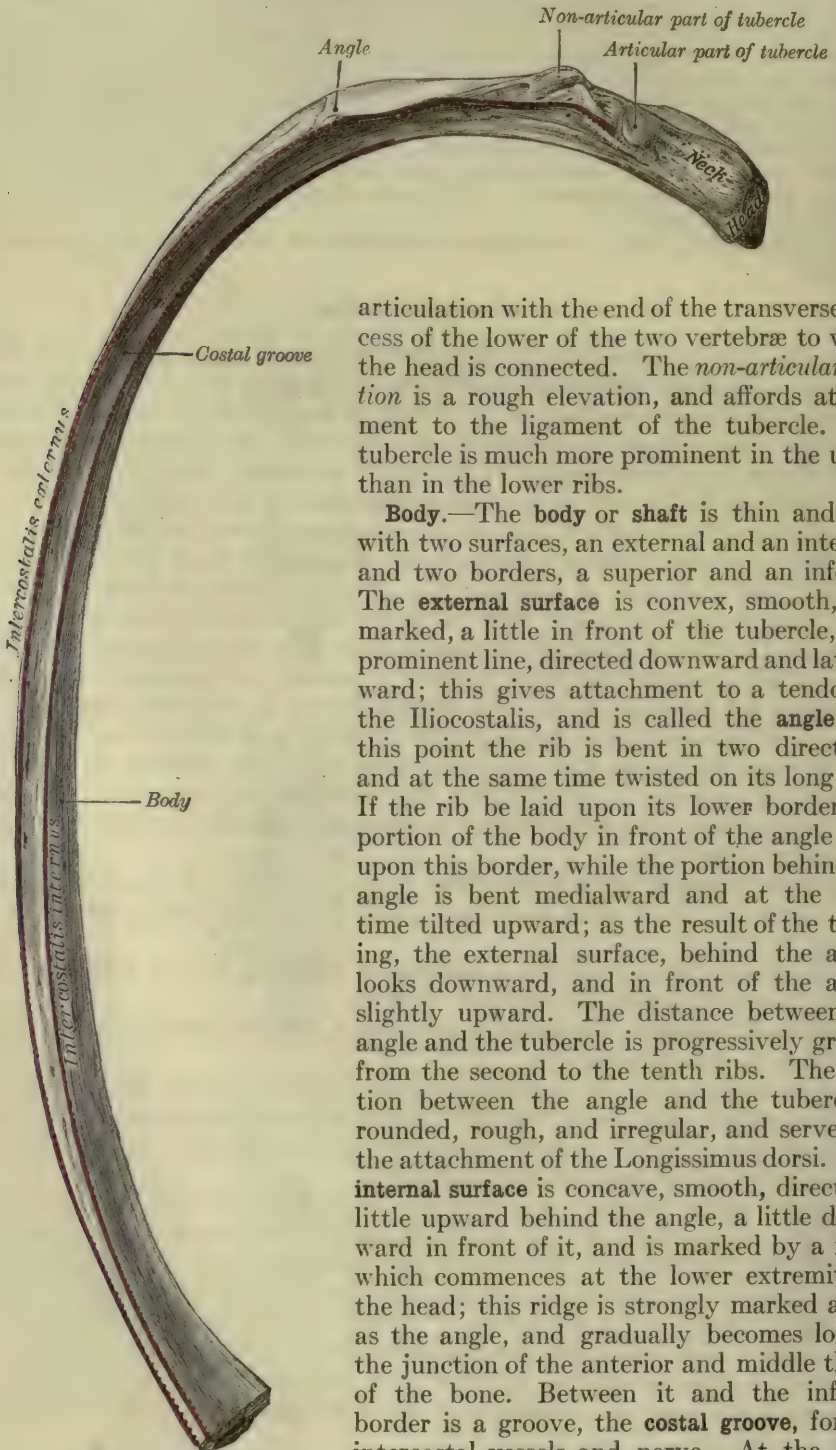 Non-articular part of tubercle
Angle
Articular part of tubercle
Neck
Head
Costal groove
Intercostalis externus
Body
Intercostalis internus
articulation with the end of the transverse
cess of the lower of the two vertebræ to
the head is connected. The non-articular
tion is a rough elevation, and affords at
ment to the ligament of the tubercle.
tubercle is much more prominent in the
than in the lower ribs.
Body.—The body or shaft is thin and
with two surfaces, an external and an inte
and two borders, a superior and an inf
The external surface is convex, smooth,
marked, a little in front of the tubercle,
prominent line, directed downward and la
ward; this gives attachment to a tend
the Iliocostalis, and is called the angle
this point the rib is bent in two direct
and at the same time twisted on its long
If the rib be laid upon its lower border
portion of the body in front of the angle
upon this border, while the portion behin
angle is bent medialward and at the
time tilted upward; as the result of the t
ing, the external surface, behind the a
looks downward, and in front of the a
slightly upward. The distance between
angle and the tubercle is progressively gr
from the second to the tenth ribs. The
tion between the angle and the tuberc
rounded, rough, and irregular, and serve
the attachment of the Longissimus dorsi.
internal surface is concave, smooth, direct
little upward behind the angle, a little d
ward in front of it, and is marked by a
which commences at the lower extremi
the head; this ridge is strongly marked a
as the angle, and gradually becomes lo
the junction of the anterior and middle t
of the bone. Between it and the inf
border is a groove, the costal groove, for
intercostal vessels and nerve. At the